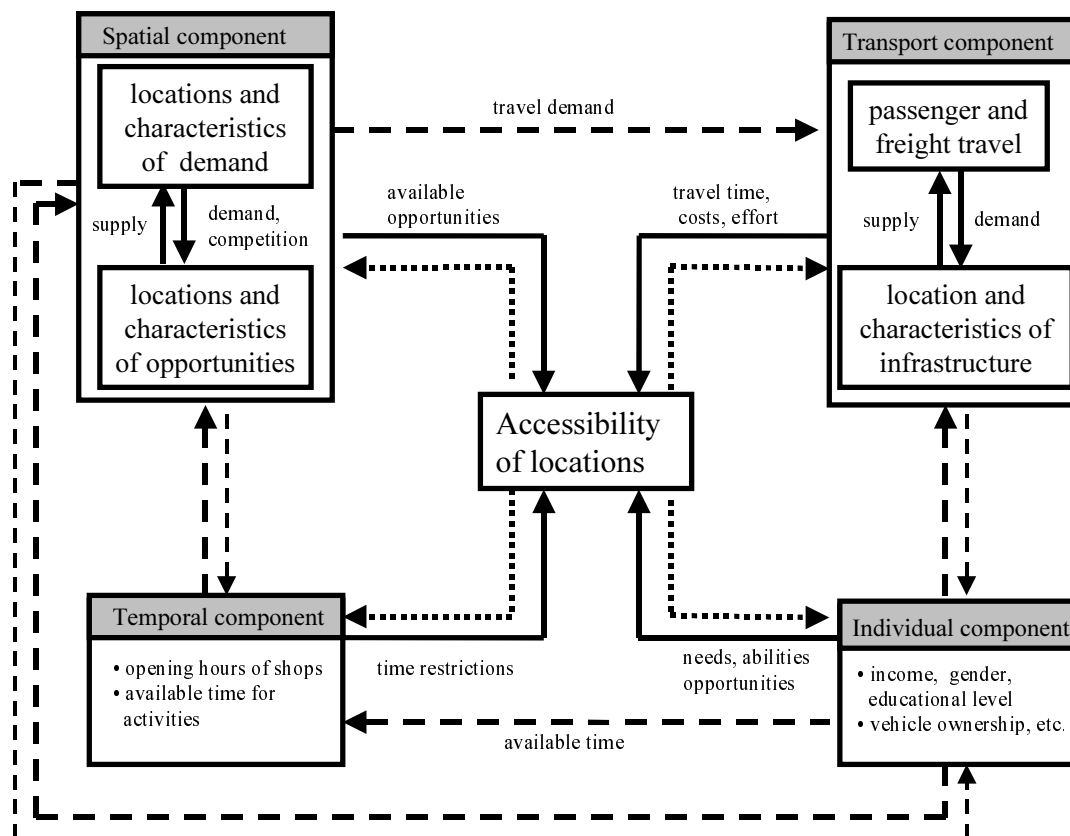 Spatial component
locations and
characteristics
of demand
supply
demand,
competition
locations and
characteristics
of opportunities
travel demand
available
opportunities
travel time,
costs, effort
Transport component
passenger and
freight travel
supply
demand
location and
characteristics of
infrastructure
Accessibility
of locations
Temporal component
• opening hours of shops
• available time for
activities
time restrictions
needs, abilities
opportunities
available time
Individual component
• income, gender,
educational level
• vehicle ownership, etc.